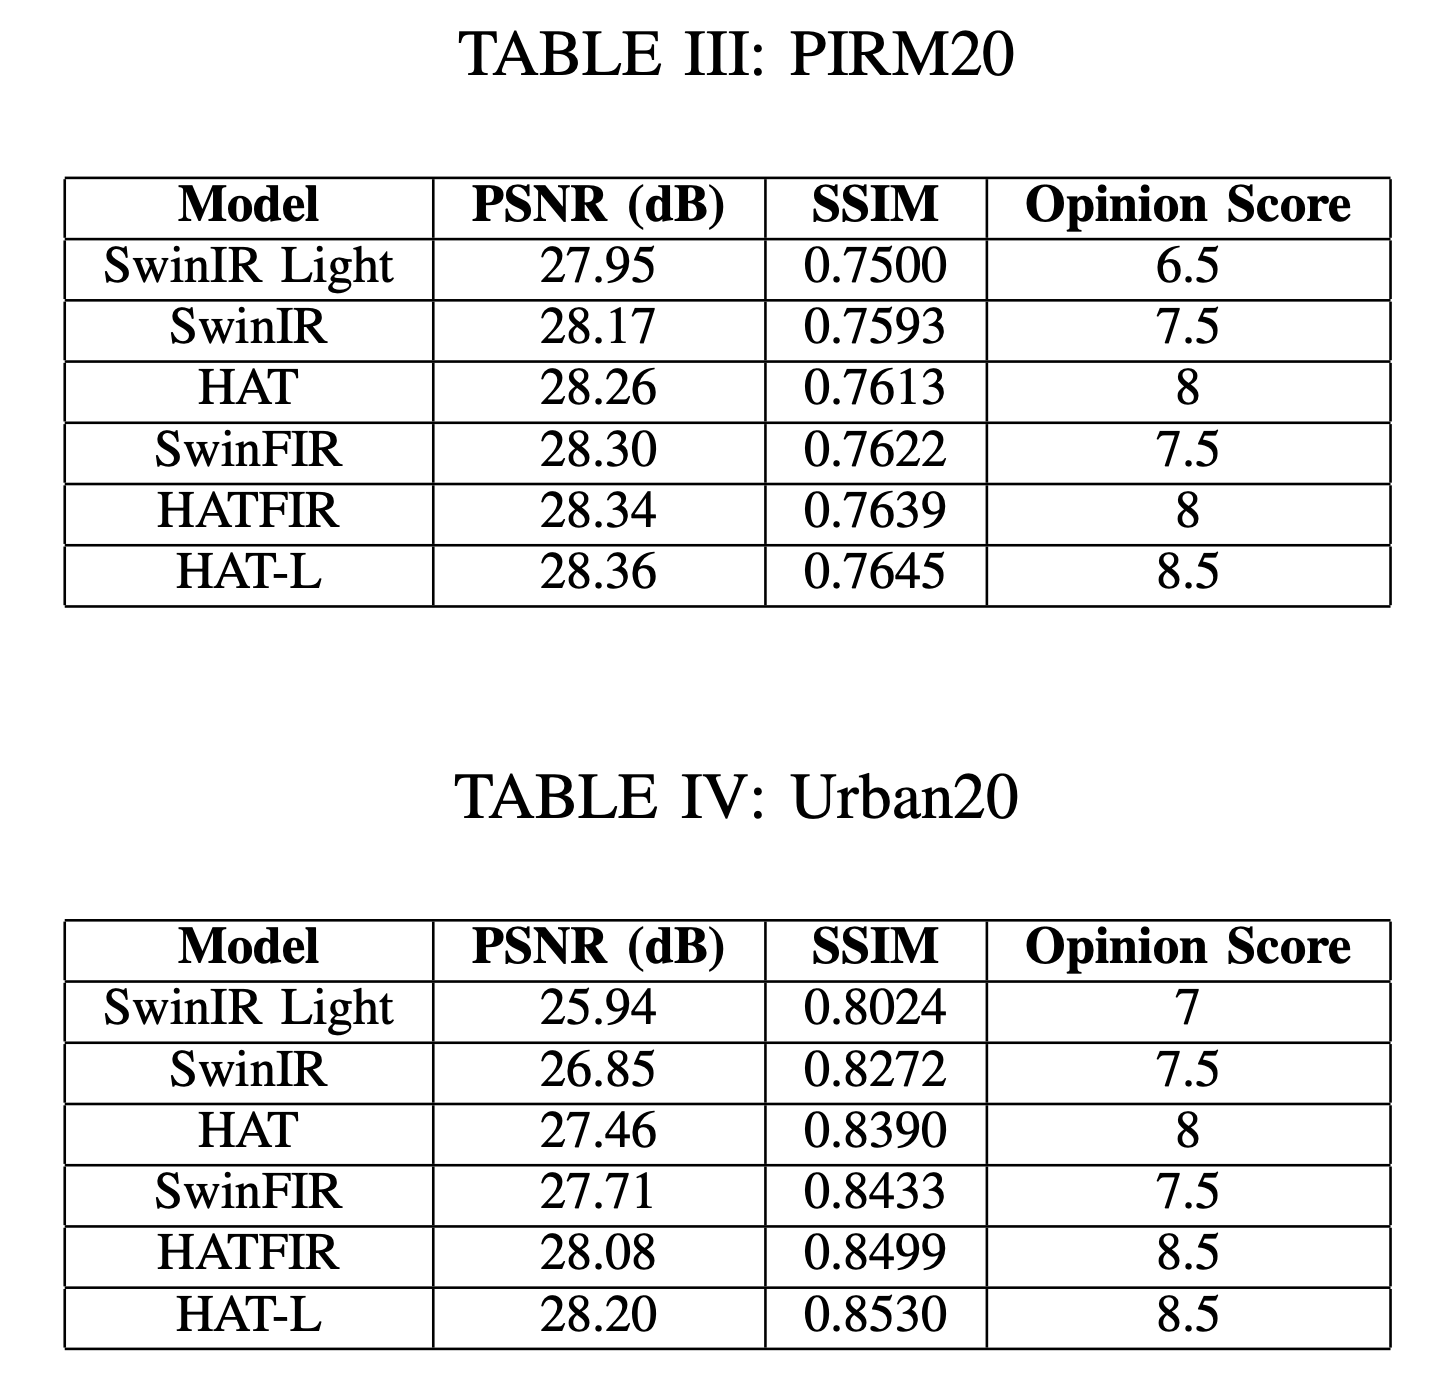 TABLE III: PIRM20
Model PSNR (dB) SSIM Opinion Score
SwinIR Light 27.95 0.7500 6.5
SwinIR 28.17 0.7593 7.5
HAT 28.26 0.7613 8
SwinFIR 28.30 0.7622 7.5
HATFIR 28.34 0.7639 8
HAT-L 28.36 0.7645 8.5
TABLE IV: Urban20
Model PSNR (dB) SSIM Opinion Score
SwinIR Light 25.94 0.8024 7
SwinIR 26.85 0.8272 7.5
HAT 27.46 0.8390 8
SwinFIR 27.71 0.8433 7.5
HATFIR 28.08 0.8499 8.5
HAT-L 28.20 0.8530 8.5